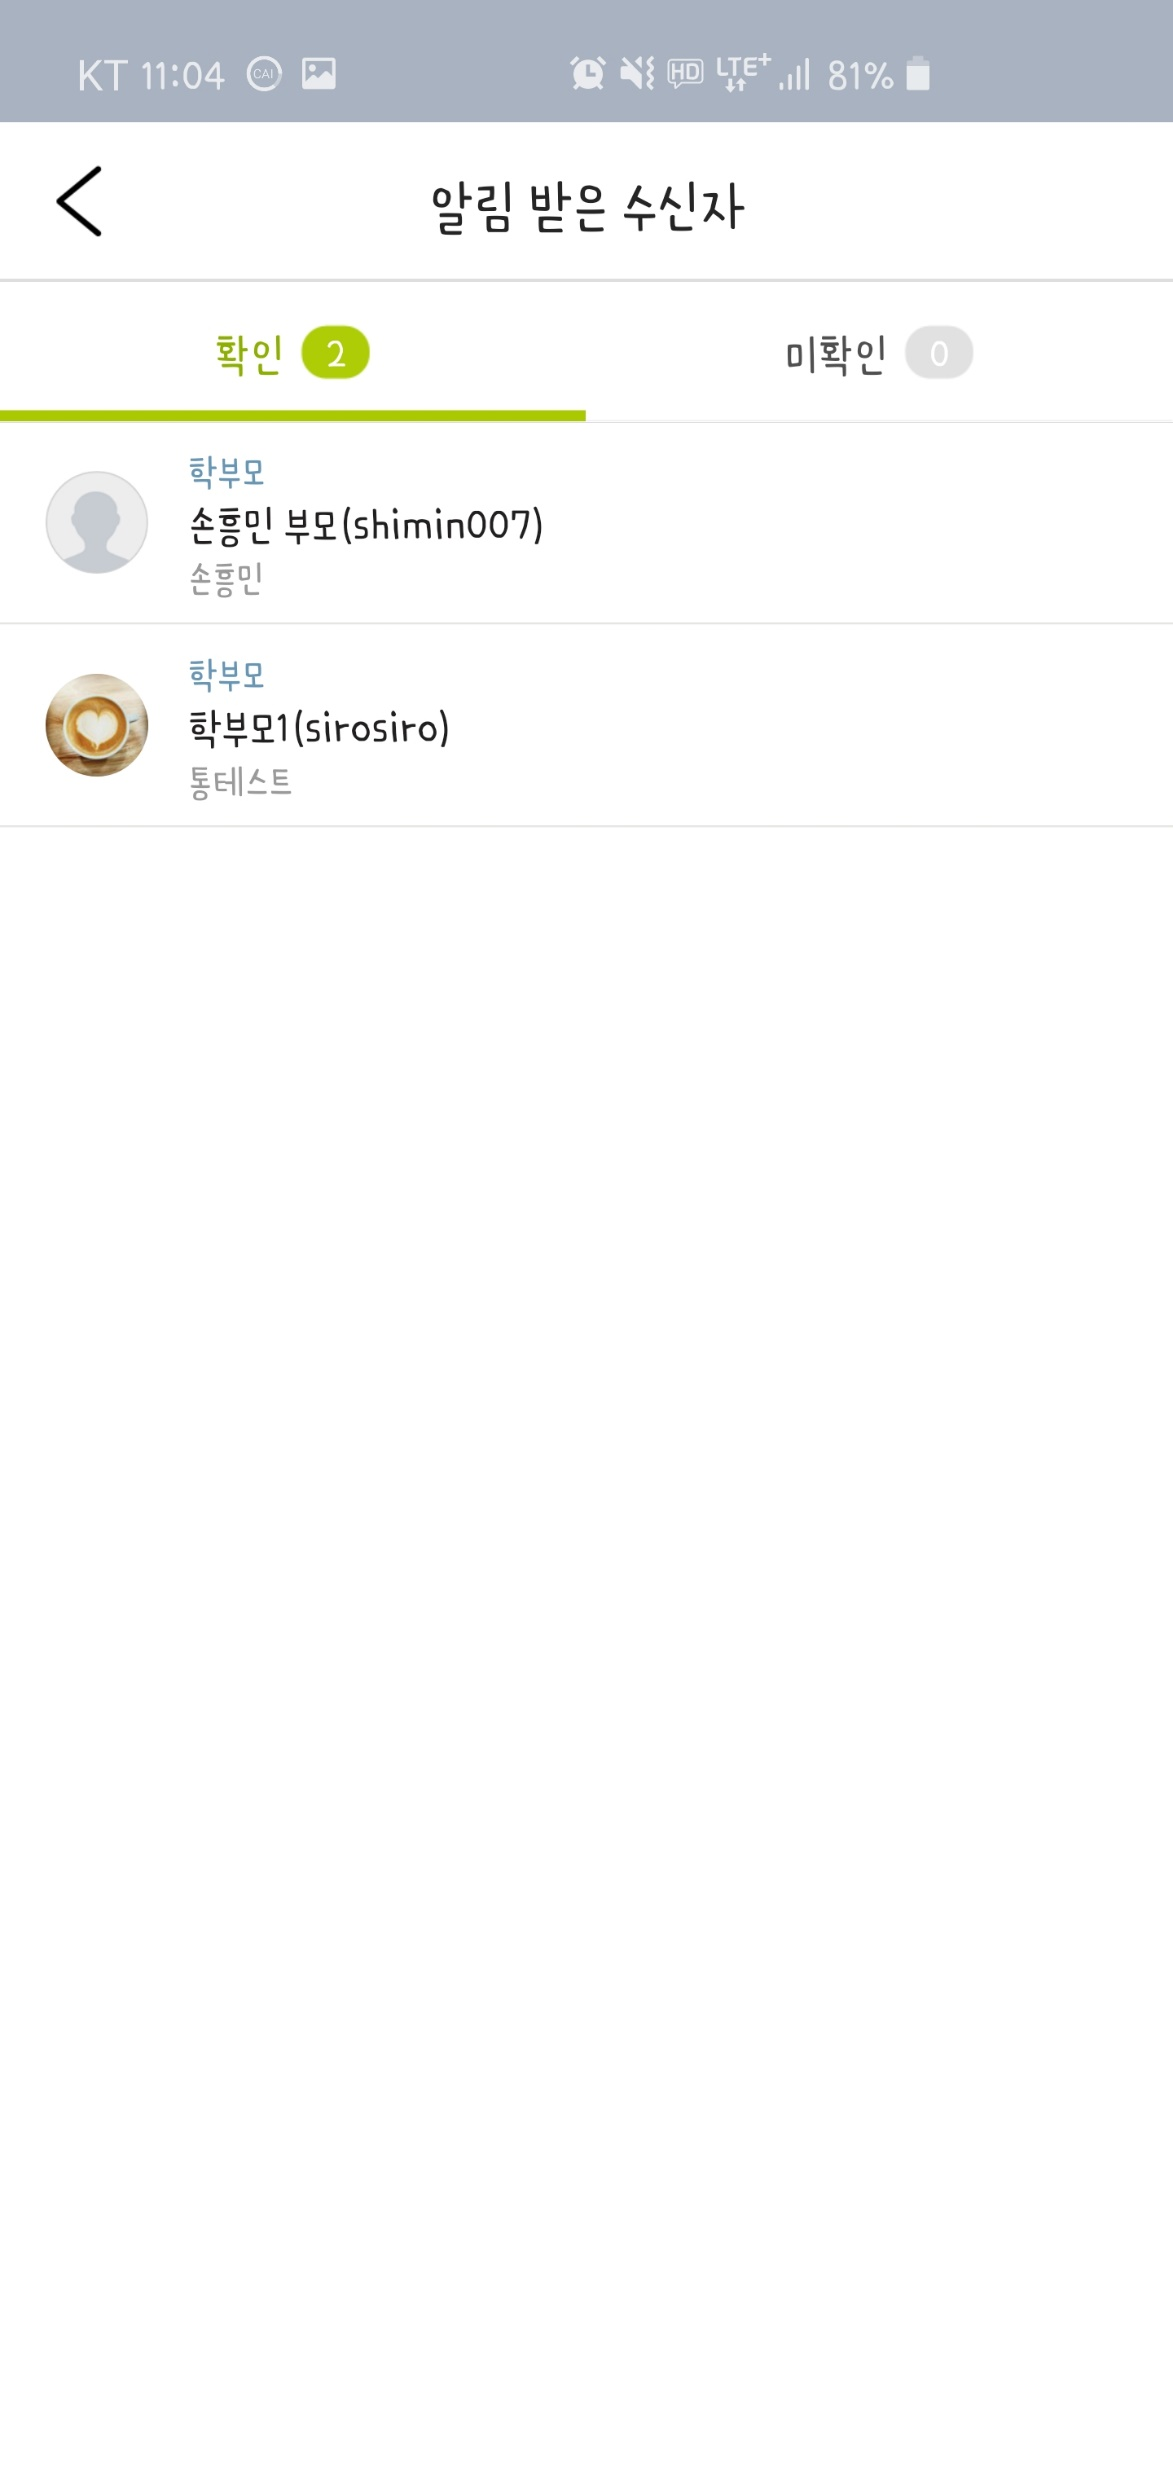 KT 11:04 CAI HD LTE+ 81%
알림 받은 수신자
확인 2 미확인 0
학부모
손흥민 부모(shimin007)
손흥민
학부모
학부모1(sirosiro)
통테스트